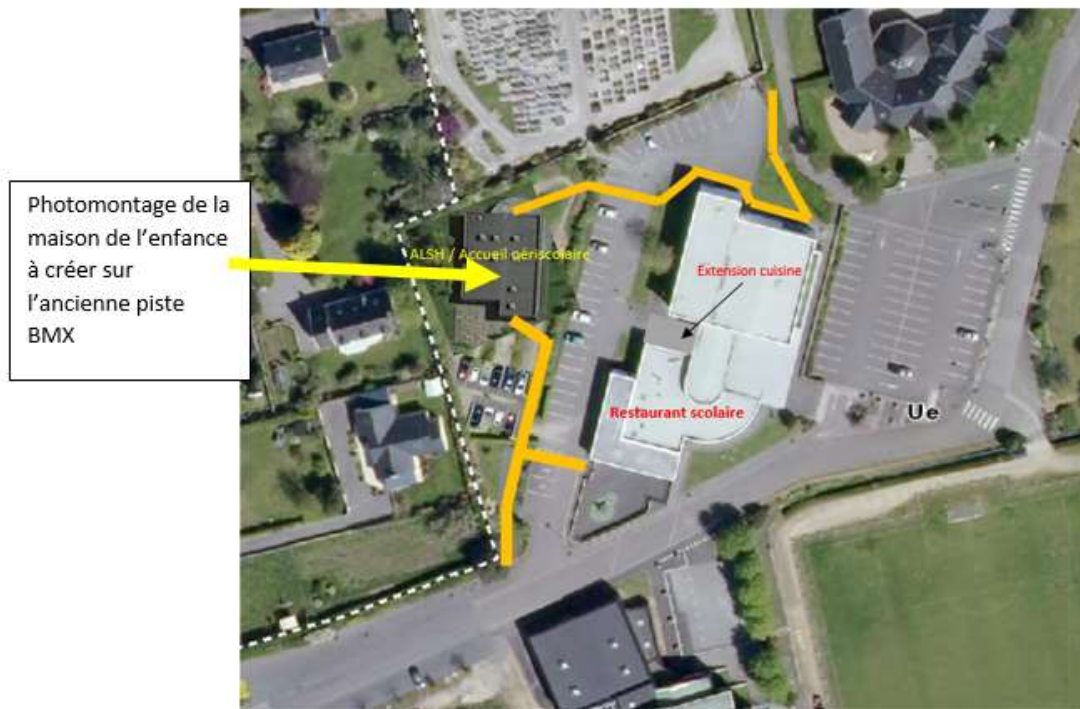 Photomontage de la
maison de l’enfance
à créer sur
l’ancienne piste
BMX
ALSH / Accueil périscolaire
Extension cuisine
Restaurant scolaire
Ue